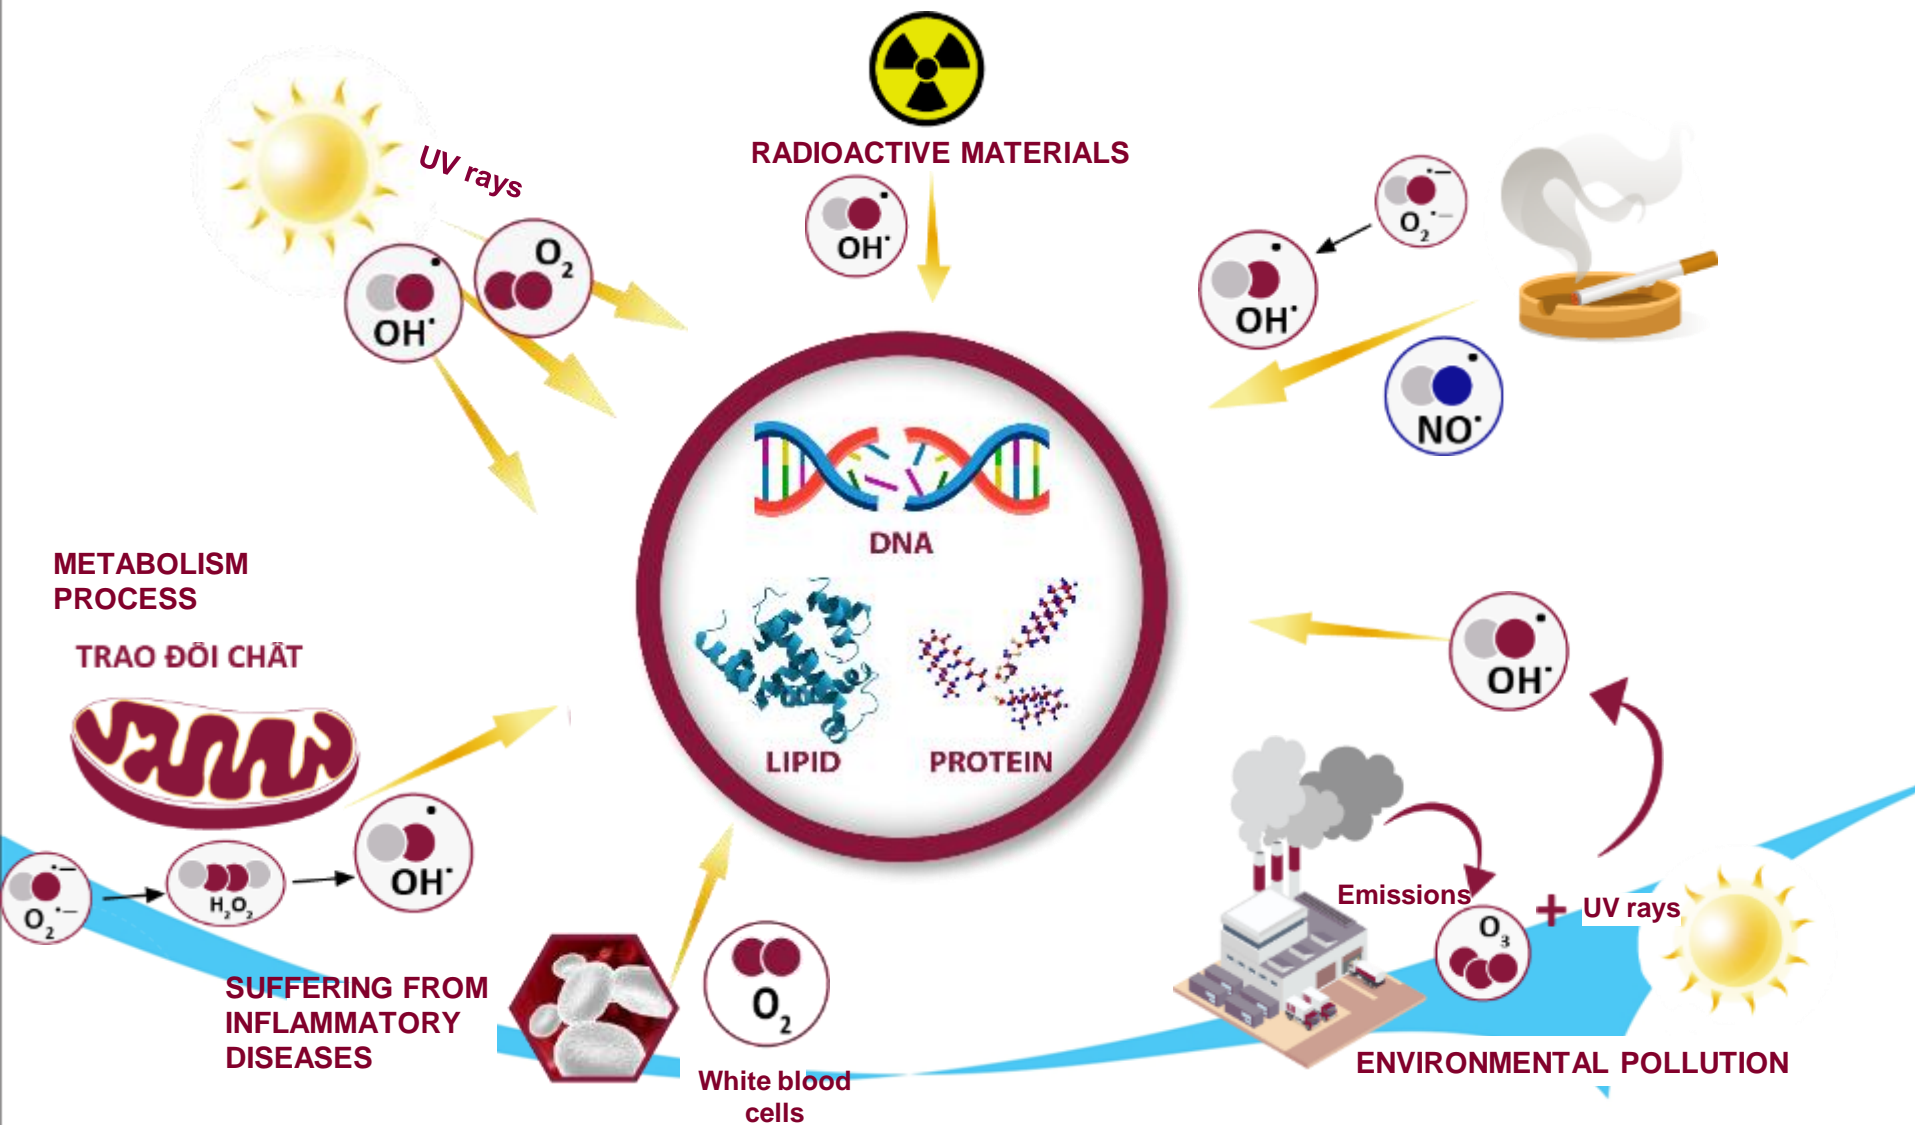 RADIOACTIVE MATERIALS
UV rays
OH˙
O₂
OH˙
O₂˙⁻
OH˙
NO˙
DNA
LIPID
PROTEIN
METABOLISM
PROCESS
TRAO ĐỔI CHẤT
O₂˙⁻
H₂O₂
OH˙
SUFFERING FROM
INFLAMMATORY
DISEASES
O₂
White blood
cells
OH˙
Emissions
O₃
+
UV rays
ENVIRONMENTAL POLLUTION